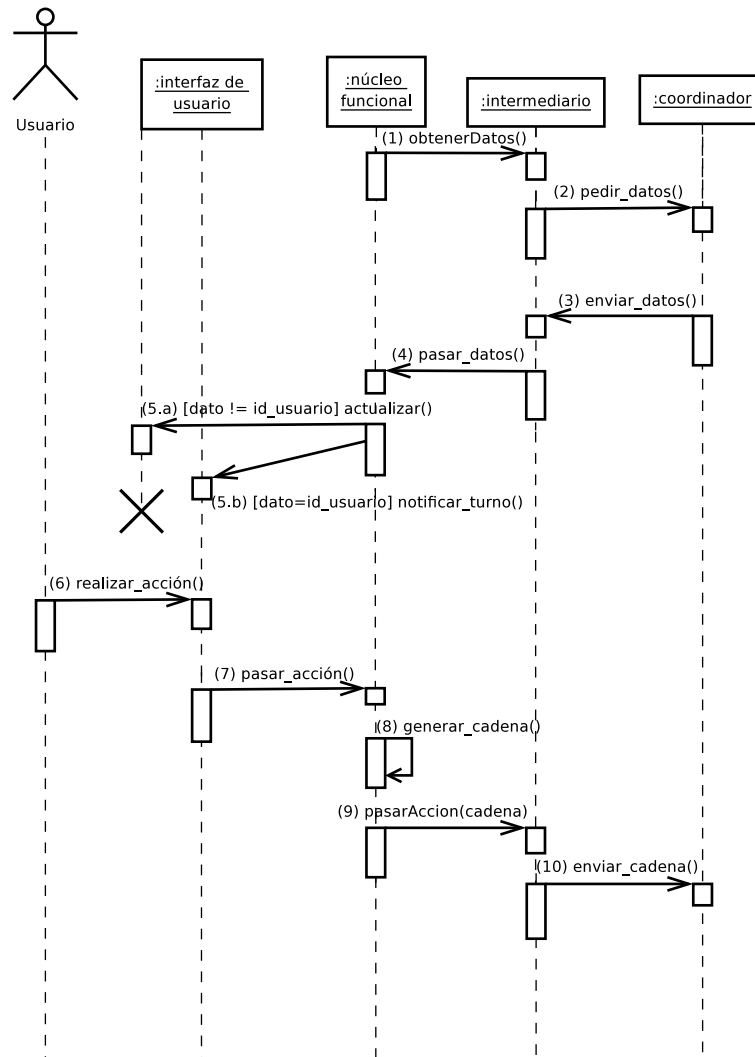 Usuario
:interfaz de
usuario
:núcleo
funcional
:intermediario
:coordinador
(1) obtenerDatos()
(2) pedir_datos()
(3) enviar_datos()
(4) pasar_datos()
(5.a) [dato != id_usuario] actualizar()
(5.b) [dato=id_usuario] notificar_turno()
(6) realizar_acción()
(7) pasar_acción()
(8) generar_cadena()
(9) pasarAccion(cadena)
(10) enviar_cadena()